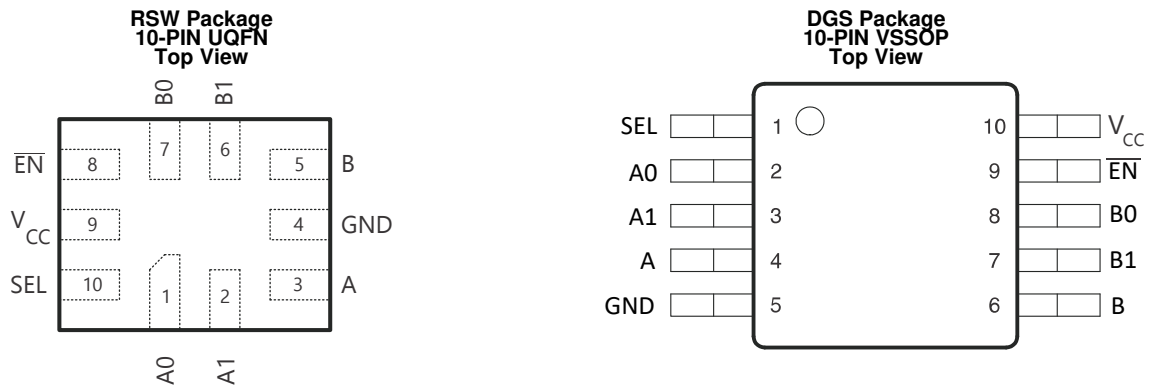 RSW Package
10-PIN UQFN
Top View
B0 B1
EN 8 7 6 5 B
VCC 9 4 GND
SEL 10 1 2 3 A
A0 A1
DGS Package
10-PIN VSSOP
Top View
SEL 1 10 VCC
A0 2 9 EN
A1 3 8 B0
A 4 7 B1
GND 5 6 B